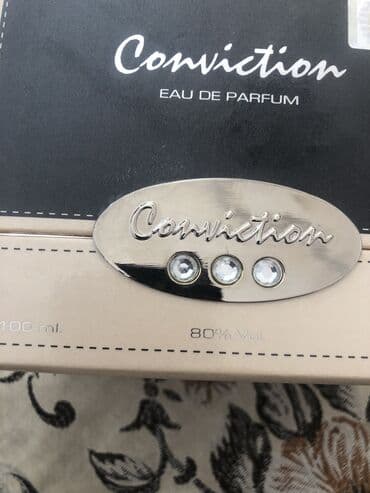 Conviction
EAU DE PARFUM
Conviction
100 ml.
80% Vol.